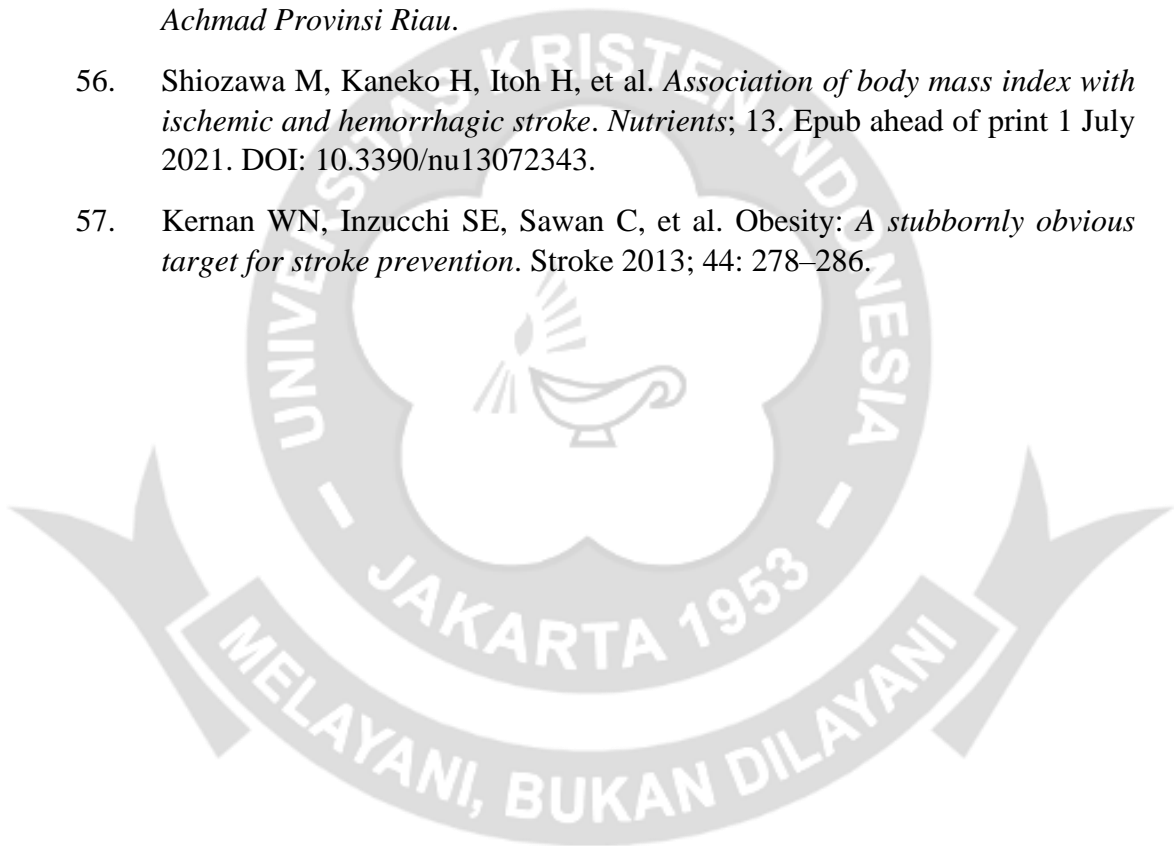 Achmad Provinsi Riau.
56. Shiozawa M, Kaneko H, Itoh H, et al. Association of body mass index with
ischemic and hemorrhagic stroke. Nutrients; 13. Epub ahead of print 1 July
2021. DOI: 10.3390/nu13072343.
57. Kernan WN, Inzucchi SE, Sawan C, et al. Obesity: A stubbornly obvious
target for stroke prevention. Stroke 2013; 44: 278–286.
UNIVERSITAS KRISTEN INDONESIA
JAKARTA 1953
MELAYANI, BUKAN DILAYANI